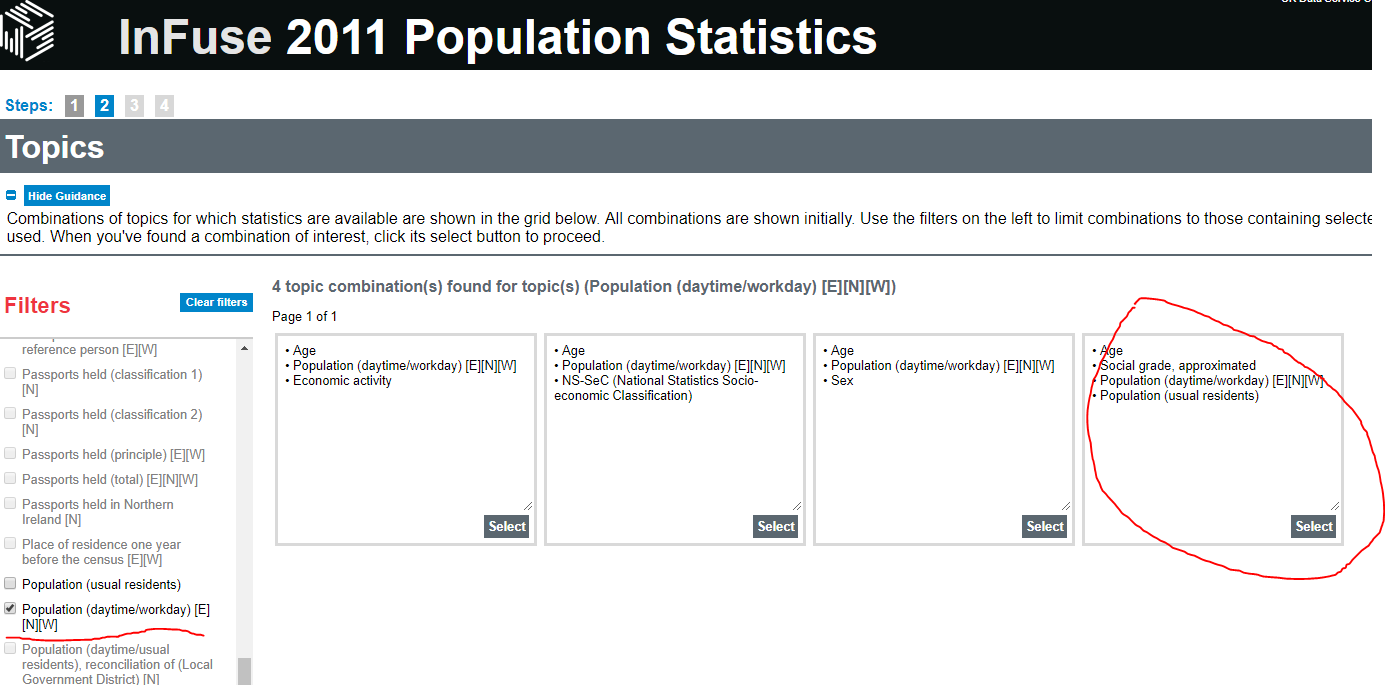 InFuse 2011 Population Statistics
Steps: 1 2 3 4
Topics
Hide Guidance
Combinations of topics for which statistics are available are shown in the grid below. All combinations are shown initially. Use the filters on the left to limit combinations to those containing selecte
used. When you've found a combination of interest, click its select button to proceed.
Filters
Clear filters
reference person [E][W]
Passports held (classification 1)
[N]
Passports held (classification 2)
[N]
Passports held (principle) [E][W]
Passports held (total) [E][N][W]
Passports held in Northern
Ireland [N]
Place of residence one year
before the census [E][W]
Population (usual residents)
Population (daytime/workday) [E]
[N][W]
Population (daytime/usual
residents), reconciliation of (Local
Government District) [N]
4 topic combination(s) found for topic(s) (Population (daytime/workday) [E][N][W])
Page 1 of 1
• Age
• Population (daytime/workday) [E][N][W]
• Economic activity
Select
• Age
• Population (daytime/workday) [E][N][W]
• NS-SeC (National Statistics Socio-
economic Classification)
Select
• Age
• Population (daytime/workday) [E][N][W]
• Sex
Select
• Age
• Social grade, approximated
• Population (daytime/workday) [E][N][W]
• Population (usual residents)
Select